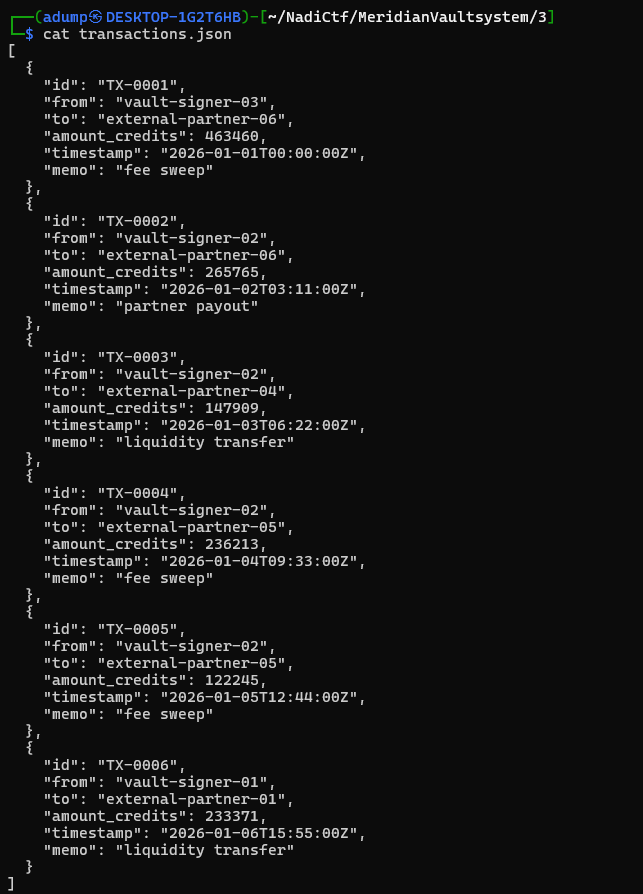 ┌──(adump㉿DESKTOP-1G2T6HB)-[~/NadiCtf/MeridianVaultsystem/3]
└─$ cat transactions.json
[
  {
    "id": "TX-0001",
    "from": "vault-signer-03",
    "to": "external-partner-06",
    "amount_credits": 463460,
    "timestamp": "2026-01-01T00:00:00Z",
    "memo": "fee sweep"
  },
  {
    "id": "TX-0002",
    "from": "vault-signer-02",
    "to": "external-partner-06",
    "amount_credits": 265765,
    "timestamp": "2026-01-02T03:11:00Z",
    "memo": "partner payout"
  },
  {
    "id": "TX-0003",
    "from": "vault-signer-02",
    "to": "external-partner-04",
    "amount_credits": 147909,
    "timestamp": "2026-01-03T06:22:00Z",
    "memo": "liquidity transfer"
  },
  {
    "id": "TX-0004",
    "from": "vault-signer-02",
    "to": "external-partner-05",
    "amount_credits": 236213,
    "timestamp": "2026-01-04T09:33:00Z",
    "memo": "fee sweep"
  },
  {
    "id": "TX-0005",
    "from": "vault-signer-02",
    "to": "external-partner-05",
    "amount_credits": 122245,
    "timestamp": "2026-01-05T12:44:00Z",
    "memo": "fee sweep"
  },
  {
    "id": "TX-0006",
    "from": "vault-signer-01",
    "to": "external-partner-01",
    "amount_credits": 233371,
    "timestamp": "2026-01-06T15:55:00Z",
    "memo": "liquidity transfer"
  }
]